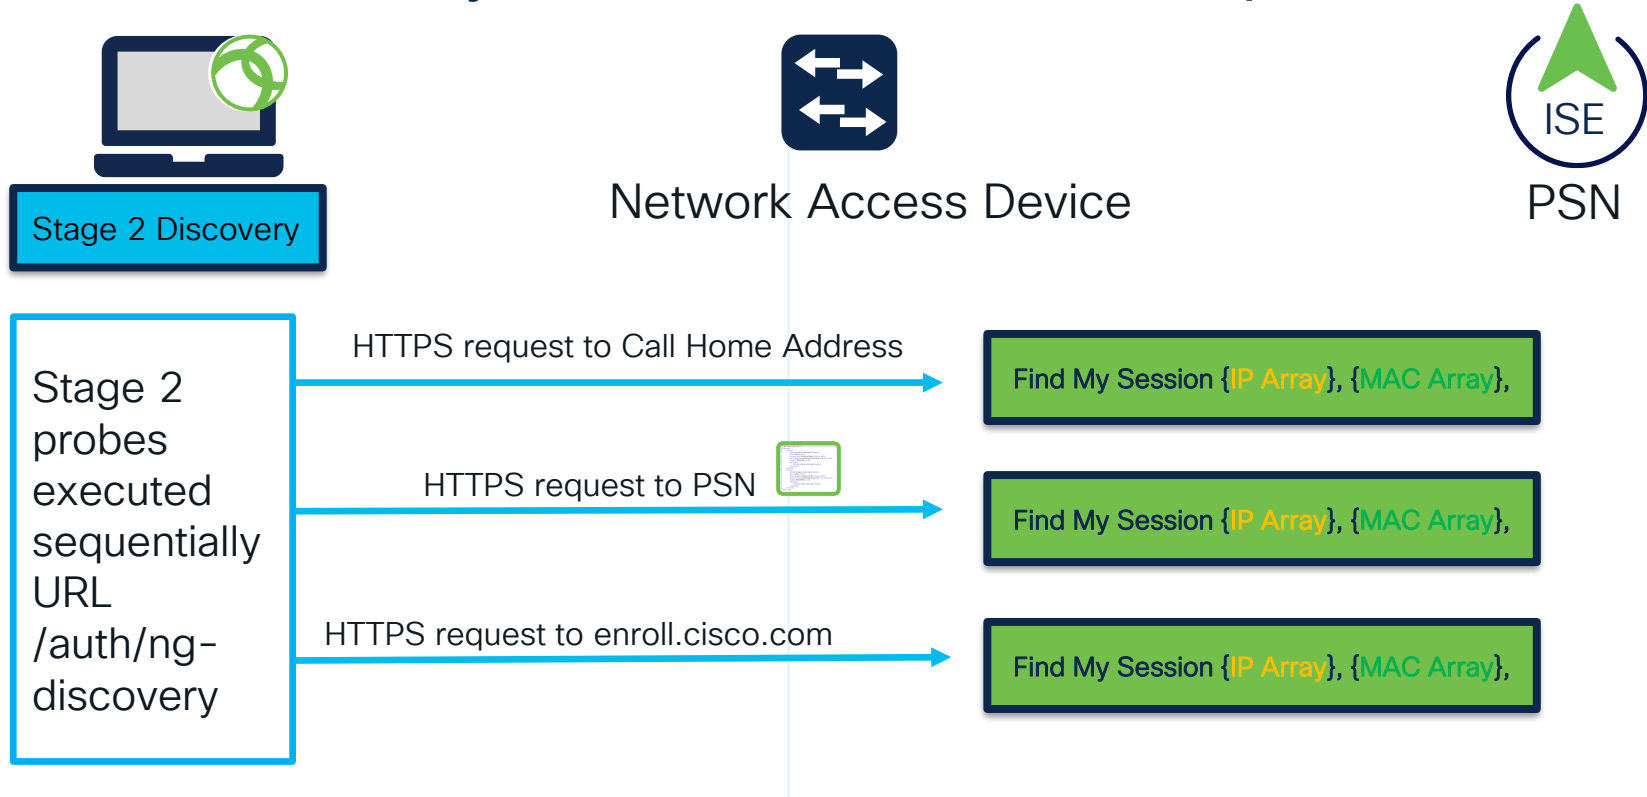 ISE
Network Access Device
PSN
Stage 2 Discovery
Stage 2
probes
executed
sequentially
URL
/auth/ng-
discovery
HTTPS request to Call Home Address
Find My Session {IP Array}, {MAC Array},
HTTPS request to PSN
Find My Session {IP Array}, {MAC Array},
HTTPS request to enroll.cisco.com
Find My Session {IP Array}, {MAC Array},